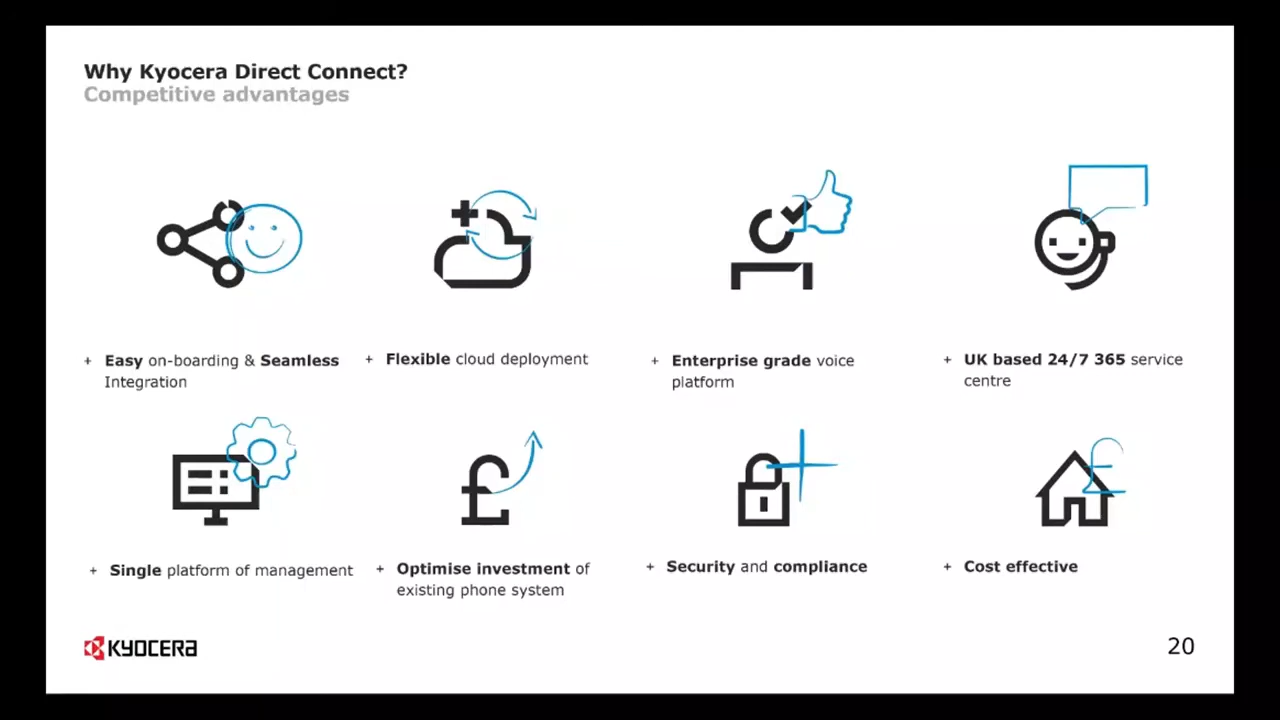 Why Kyocera Direct Connect?
Competitive advantages
+ Easy on-boarding & Seamless
Integration
+ Flexible cloud deployment
+ Enterprise grade voice
platform
+ UK based 24/7 365 service
centre
+ Single platform of management
+ Optimise investment of
existing phone system
+ Security and compliance
+ Cost effective
KYOCERA
20